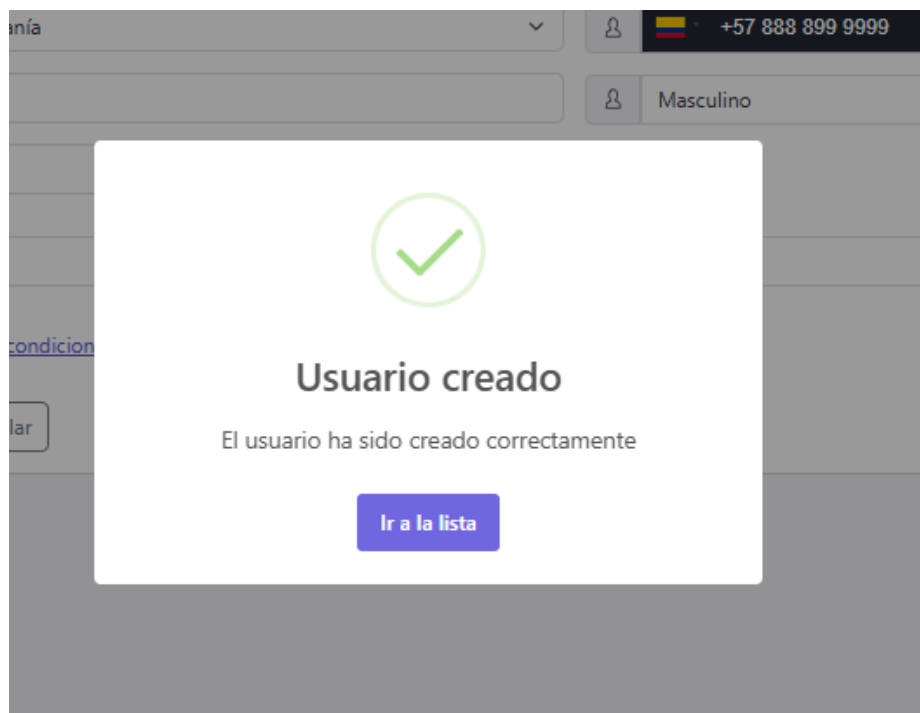 anía
+57 888 899 9999
Masculino
condicion
lar
Usuario creado
El usuario ha sido creado correctamente
Ir a la lista